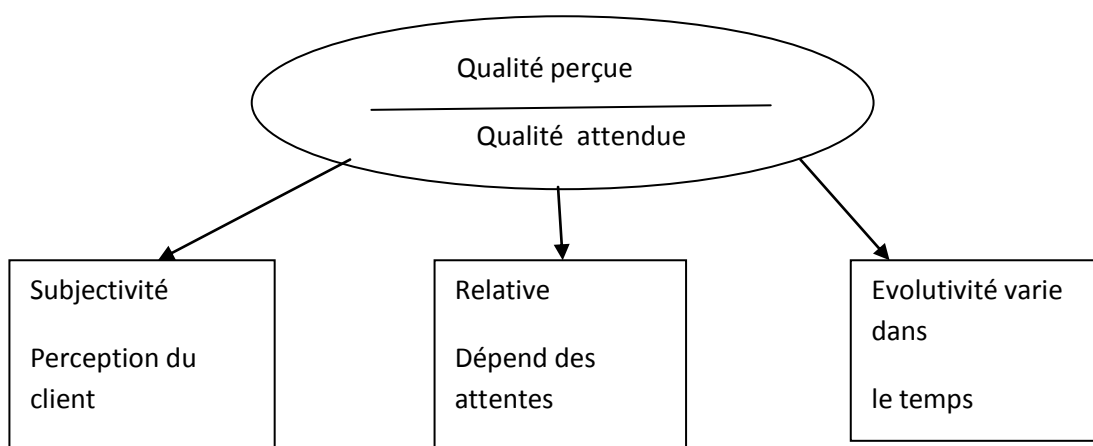 Qualité perçue
Qualité attendue
Subjectivité
Perception du
client
Relative
Dépend des
attentes
Evolutivité varie
dans
le temps